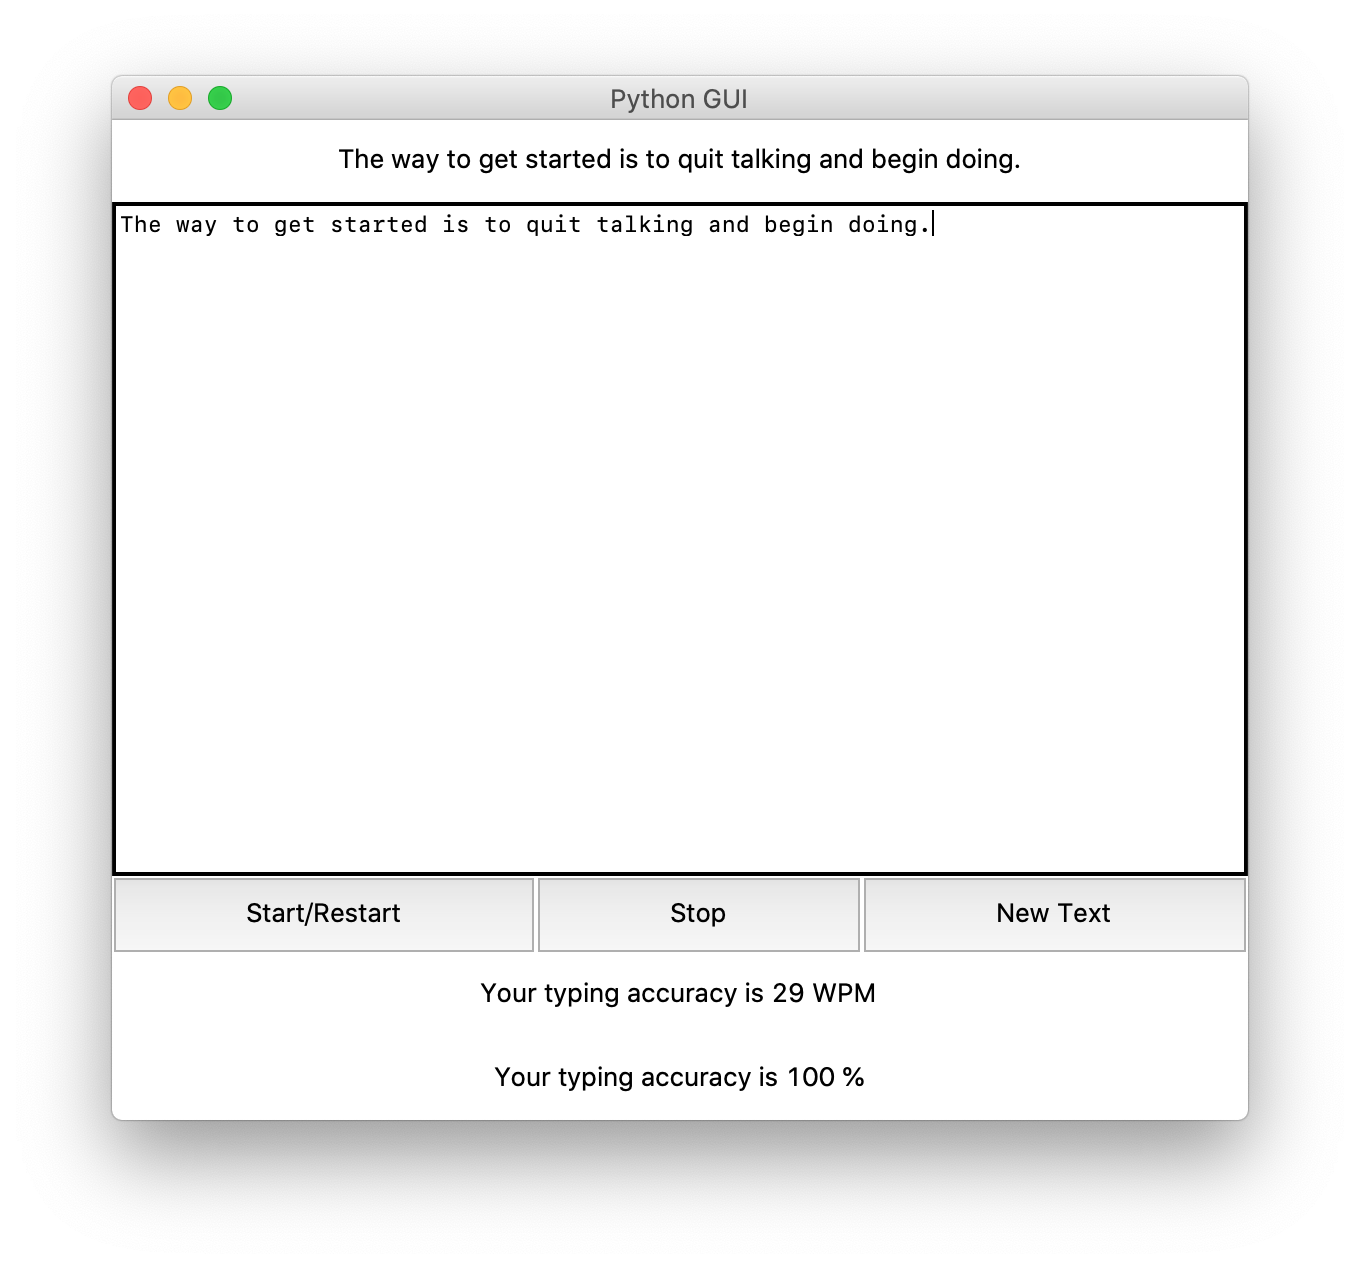 Python GUI
The way to get started is to quit talking and begin doing.
The way to get started is to quit talking and begin doing.
Start/Restart Stop New Text
Your typing accuracy is 29 WPM
Your typing accuracy is 100 %